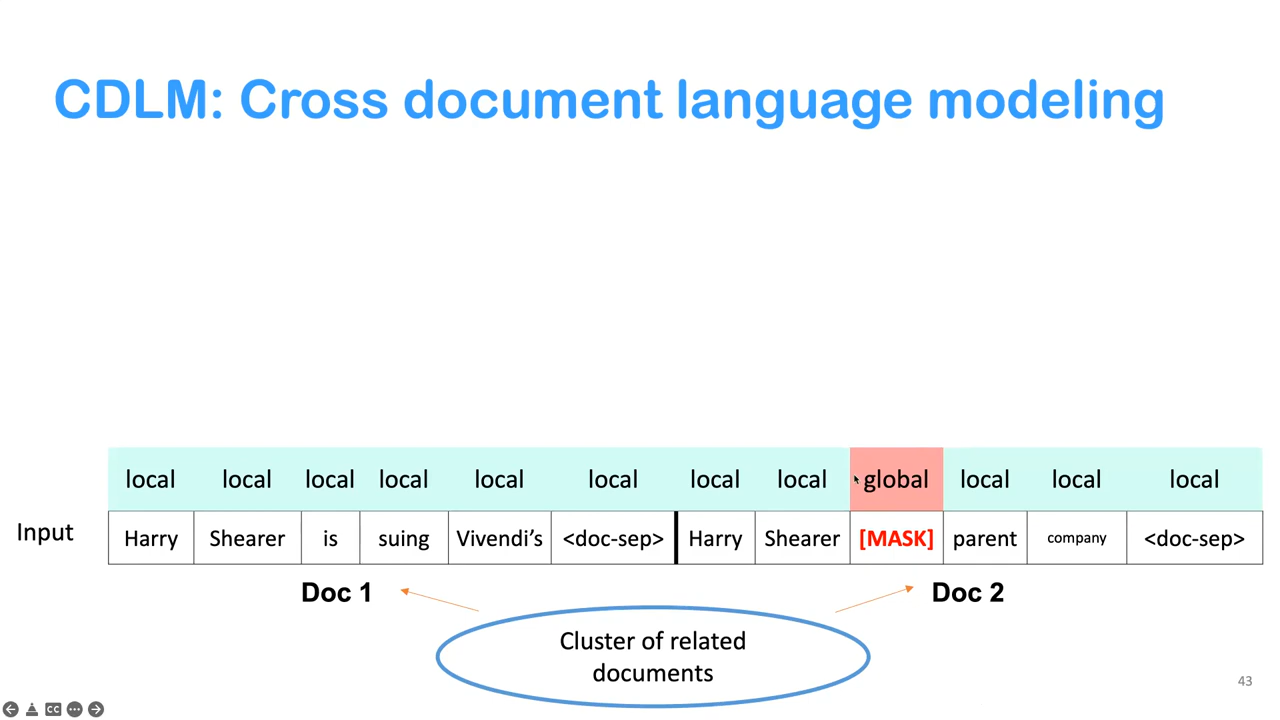 CDLM: Cross document language modeling
local local local local local local local local global local local local
Input Harry Shearer is suing Vivendi's <doc-sep> Harry Shearer [MASK] parent company <doc-sep>
Doc 1 Doc 2
Cluster of related
documents
43
CC